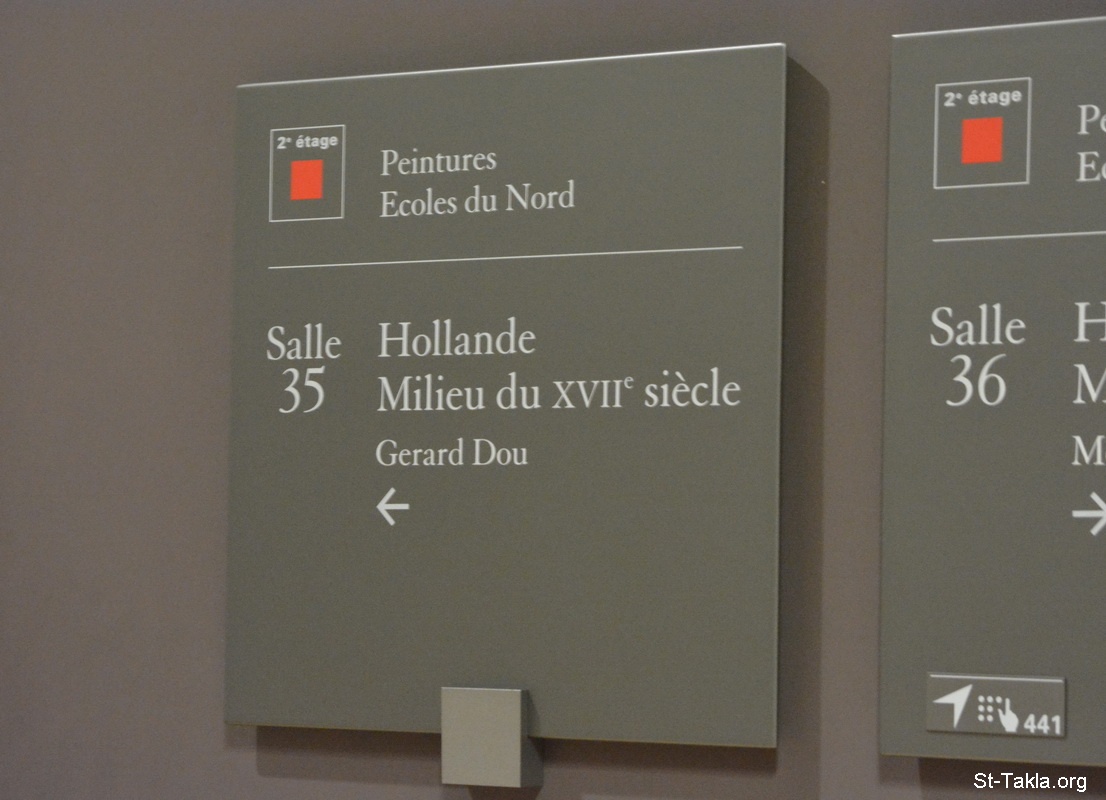 2e étage
Peintures
Ecoles du Nord
Salle
35
Hollande
Milieu du XVIIe siècle
Gerard Dou
←
2e étage
Salle
36
→
441
St-Takla.org